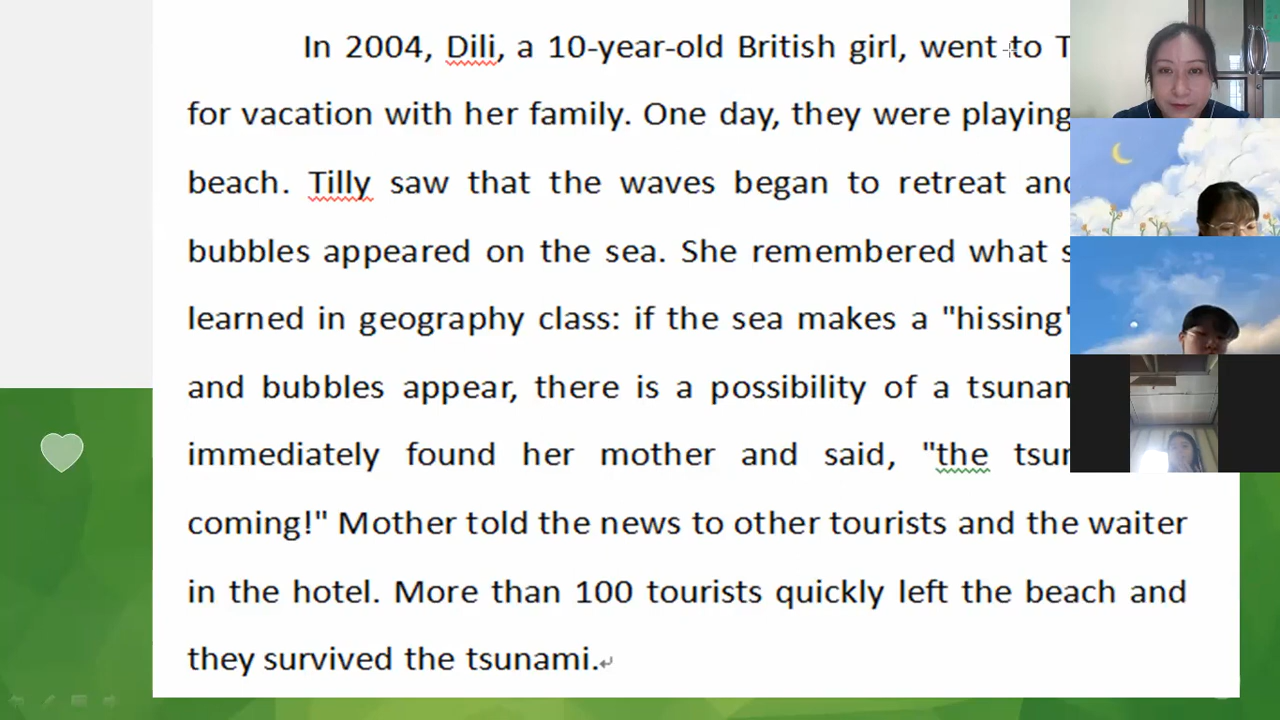 In 2004, Dili, a 10-year-old British girl, went to
for vacation with her family. One day, they were playing
beach. Tilly saw that the waves began to retreat and
bubbles appeared on the sea. She remembered what
learned in geography class: if the sea makes a "hissing"
and bubbles appear, there is a possibility of a
immediately found her mother and said, "the
coming!" Mother told the news to other tourists and the waiter
in the hotel. More than 100 tourists quickly left the beach and
they survived the tsunami.